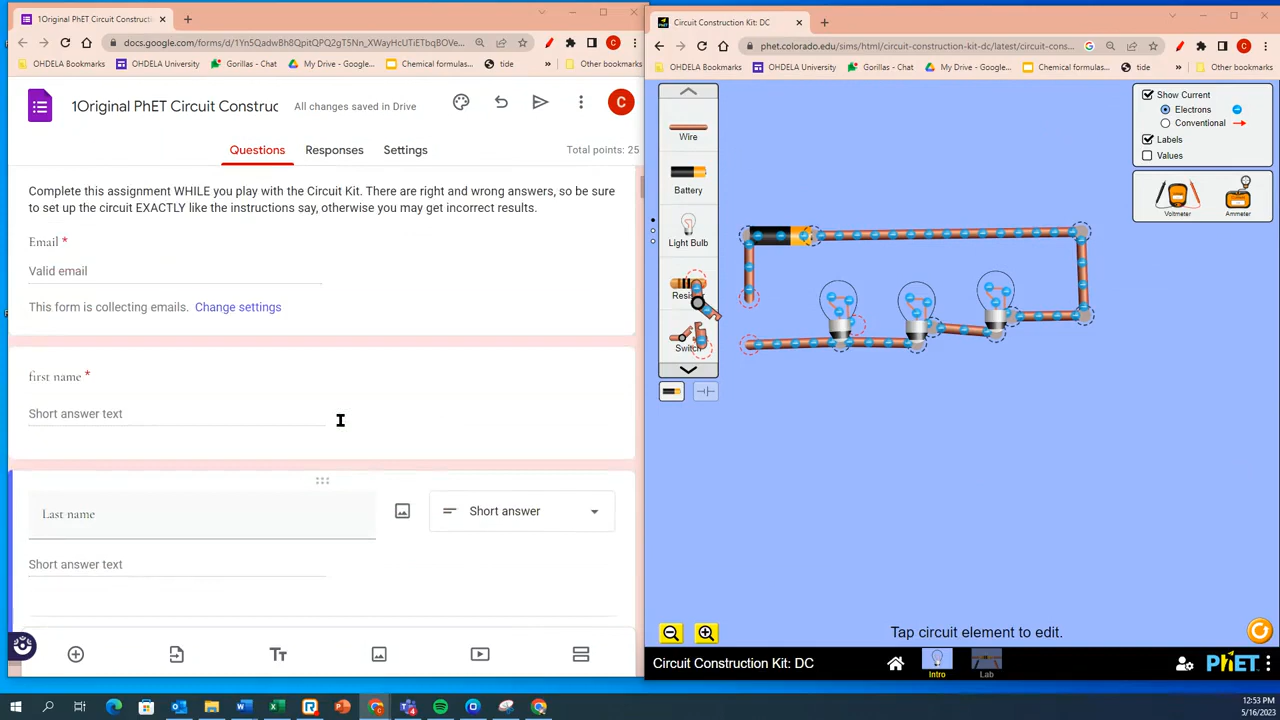 1Original PhET Circuit Construction
docs.google.com/forms/d/1Yn5QadwBh8QpitQPQ2gT5Nn_XWayHcUTiETbqBOVe...
OHDELA Bookmarks
OHDELA University
Gorillas - Chat
My Drive - Google...
Chemical formulas...
tide
»
Other bookmarks
1Original PhET Circuit Construc
All changes saved in Drive
C
Questions
Responses
Settings
Total points: 25
Complete this assignment WHILE you play with the Circuit Kit. There are right and wrong answers, so be sure
to set up the circuit EXACTLY like the instructions say, otherwise you may get incorrect results.
Email *
Valid email
This form is collecting emails. Change settings
first name *
Short answer text
Last name
Short answer
Short answer text
Circuit Construction Kit: DC
phet.colorado.edu/sims/html/circuit-construction-kit-dc/latest/circuit-cons...
OHDELA Bookmarks
OHDELA University
Gorillas - Chat
My Drive - Google...
Chemical formulas...
tide
»
Other bookmarks
Wire
Battery
Light Bulb
Resis
Switch
Show Current
Electrons
Conventional
Labels
Values
Voltmeter
Ammeter
Tap circuit element to edit.
Circuit Construction Kit: DC
Intro
Lab
PhET
12:53 PM
5/16/2023